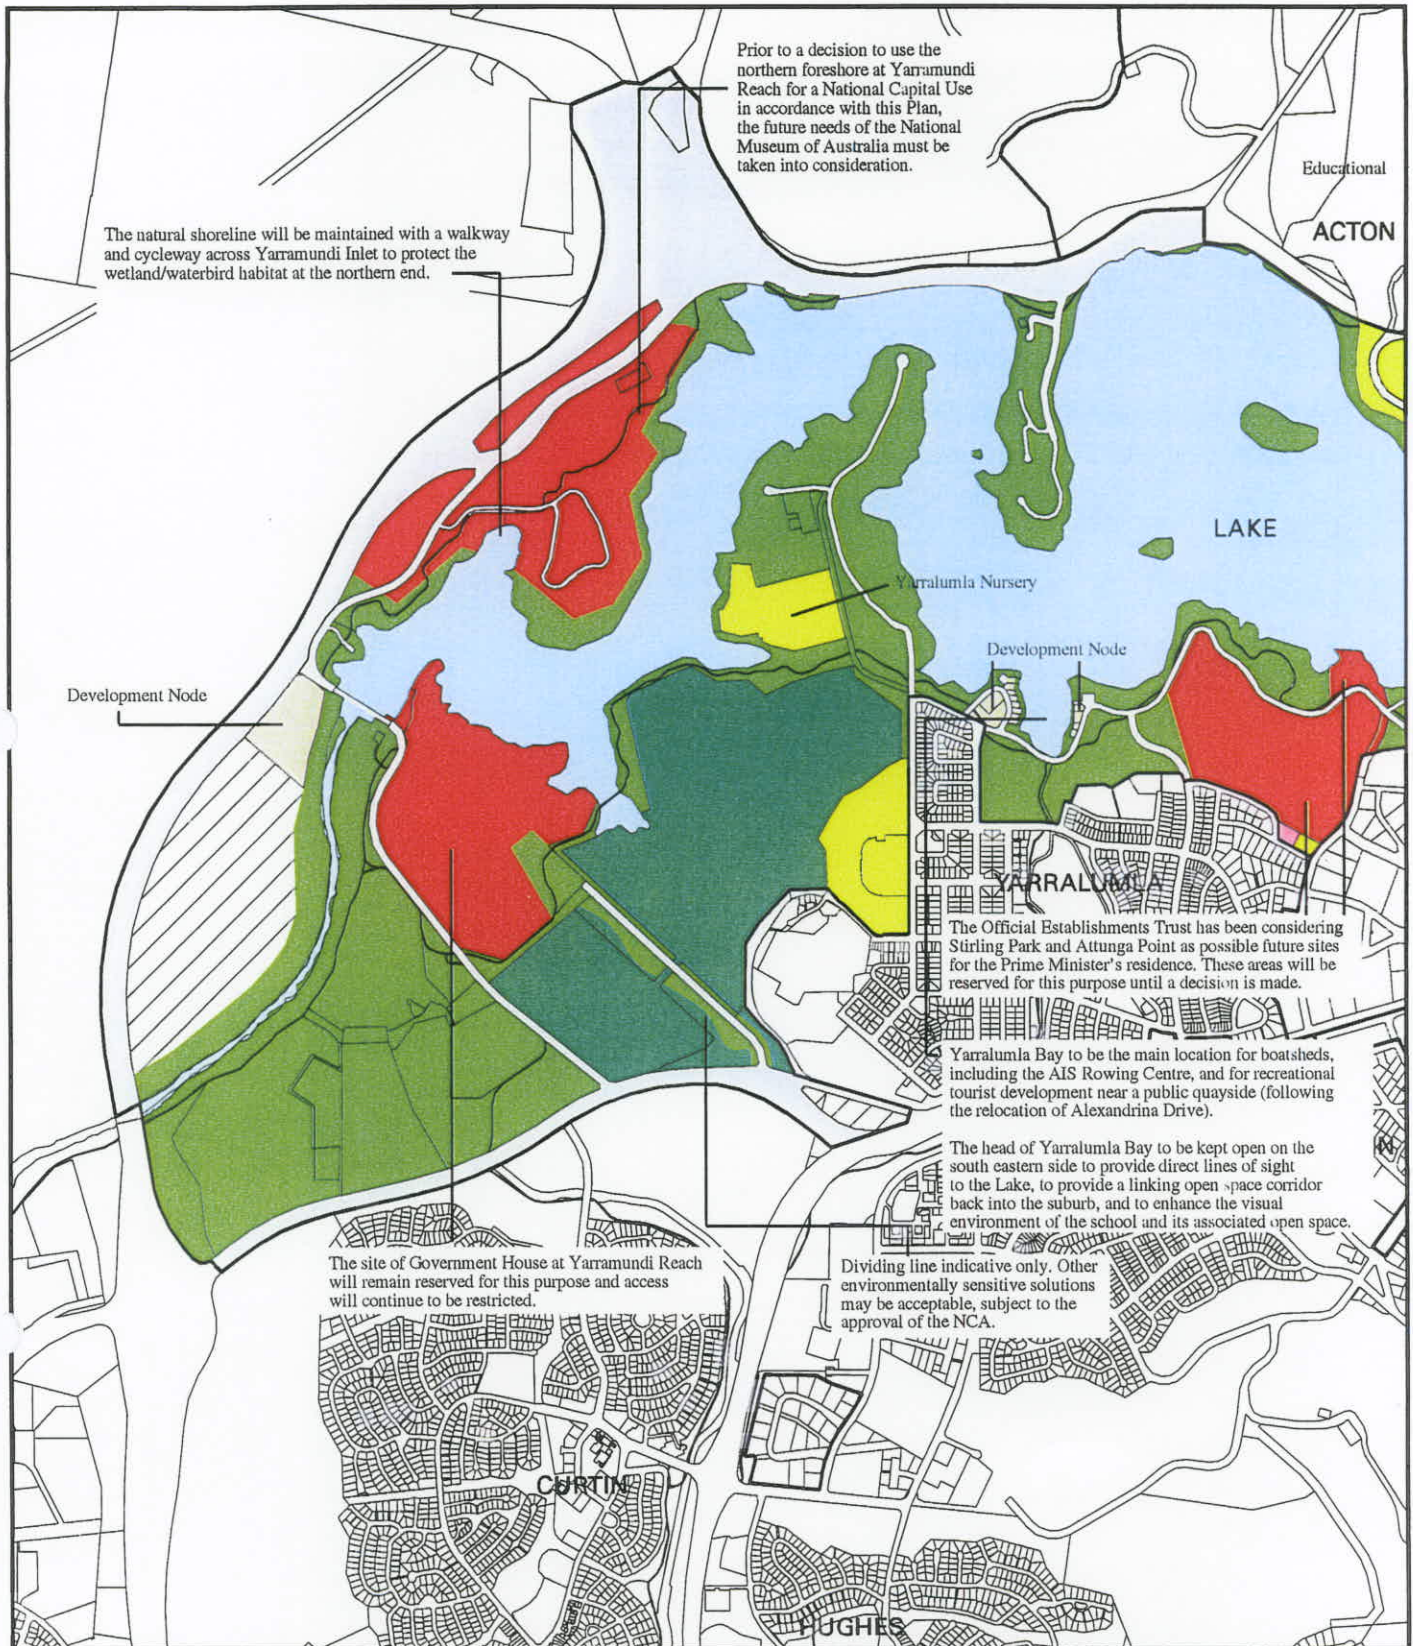 Prior to a decision to use the
northern foreshore at Yarramundi
Reach for a National Capital Use
in accordance with this Plan,
the future needs of the National
Museum of Australia must be
taken into consideration.
Educational
ACTON
The natural shoreline will be maintained with a walkway
and cycleway across Yarramundi Inlet to protect the
wetland/waterbird habitat at the northern end.
LAKE
Yarralumla Nursery
Development Node
Development Node
YARRALUMLA
The Official Establishments Trust has been considering
Stirling Park and Attunga Point as possible future sites
for the Prime Minister's residence. These areas will be
reserved for this purpose until a decision is made.
Yarralumla Bay to be the main location for boatsheds,
including the AIS Rowing Centre, and for recreational
tourist development near a public quayside (following
the relocation of Alexandrina Drive).
The head of Yarralumla Bay to be kept open on the
south eastern side to provide direct lines of sight
to the Lake, to provide a linking open space corridor
back into the suburb, and to enhance the visual
environment of the school and its associated open space.
N
The site of Government House at Yarramundi Reach
will remain reserved for this purpose and access
will continue to be restricted.
Dividing line indicative only. Other
environmentally sensitive solutions
may be acceptable, subject to the
approval of the NCA.
CURTIN
HUGHES